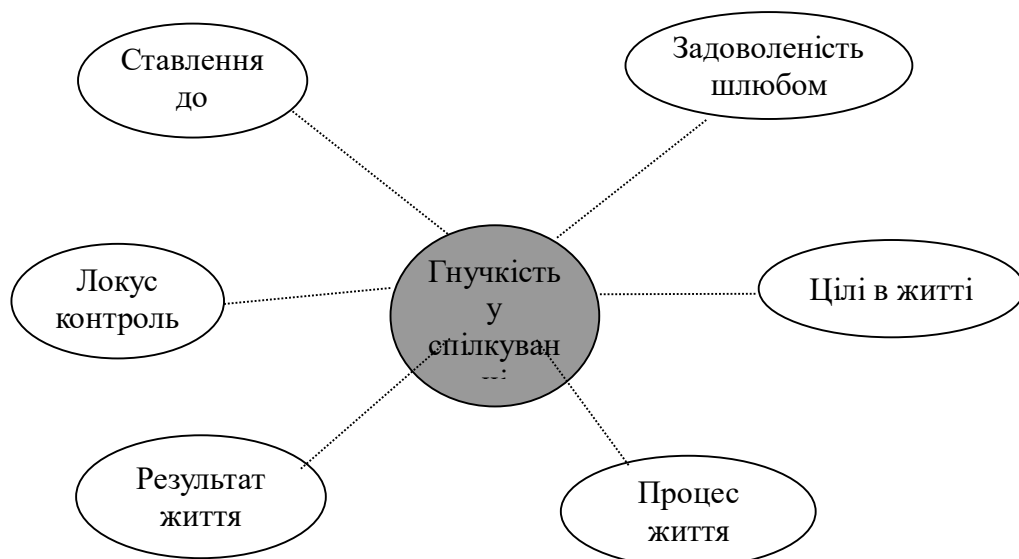 Ставлення
до
Задоволеність
шлюбом
Гнучкість
у
спілкуван
Локус
контроль
Цілі в житті
Результат
життя
Процес
життя